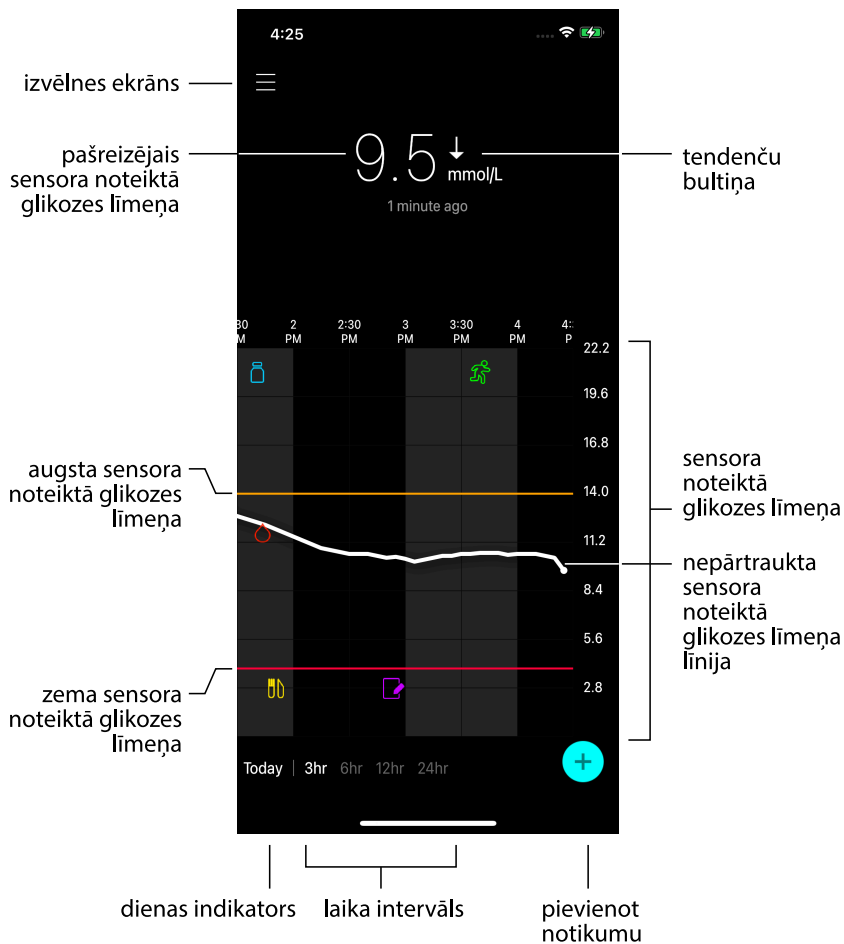 4:25
izvēlnes ekrāns
pašreizējais
sensora noteiktā
glikozes līmeņa
9.5
mmol/L
1 minute ago
tendenču
bultiņa
30 2 2:30 3 3:30 4 4:
M PM PM PM PM PM P
22.2
19.6
16.8
14.0
11.2
8.4
5.6
2.8
augsta sensora
noteiktā glikozes
līmeņa
zema sensora
noteiktā glikozes
līmeņa
sensora
noteiktā
glikozes līmeņa
nepārtraukta
sensora
noteiktā
glikozes līmeņa
līnija
Today | 3hr 6hr 12hr 24hr
dienas indikators
laika intervāls
pievienot
notikumu